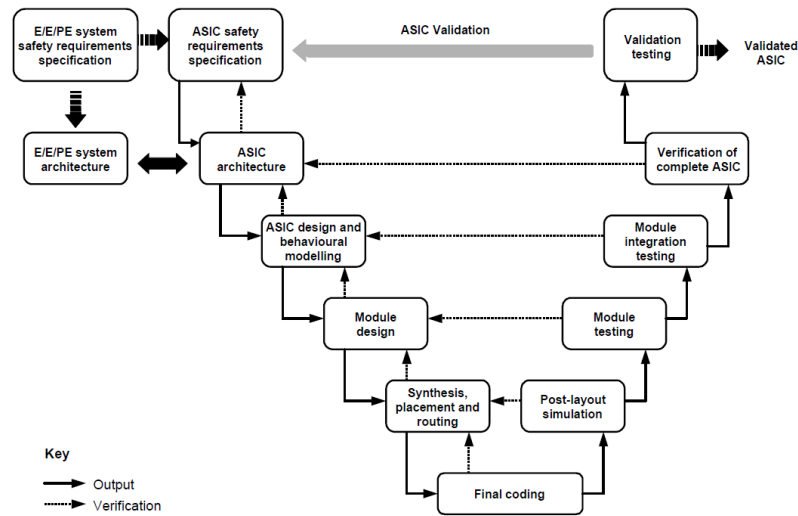 E/E/PE system
safety requirements
specification
ASIC safety
requirements
specification
ASIC Validation
Validation
testing
Validated
ASIC
E/E/PE system
architecture
ASIC
architecture
Verification of
complete ASIC
ASIC design and
behavioural
modelling
Module
integration
testing
Module
design
Module
testing
Synthesis,
placement and
routing
Post-layout
simulation
Final coding
Key
Output
Verification